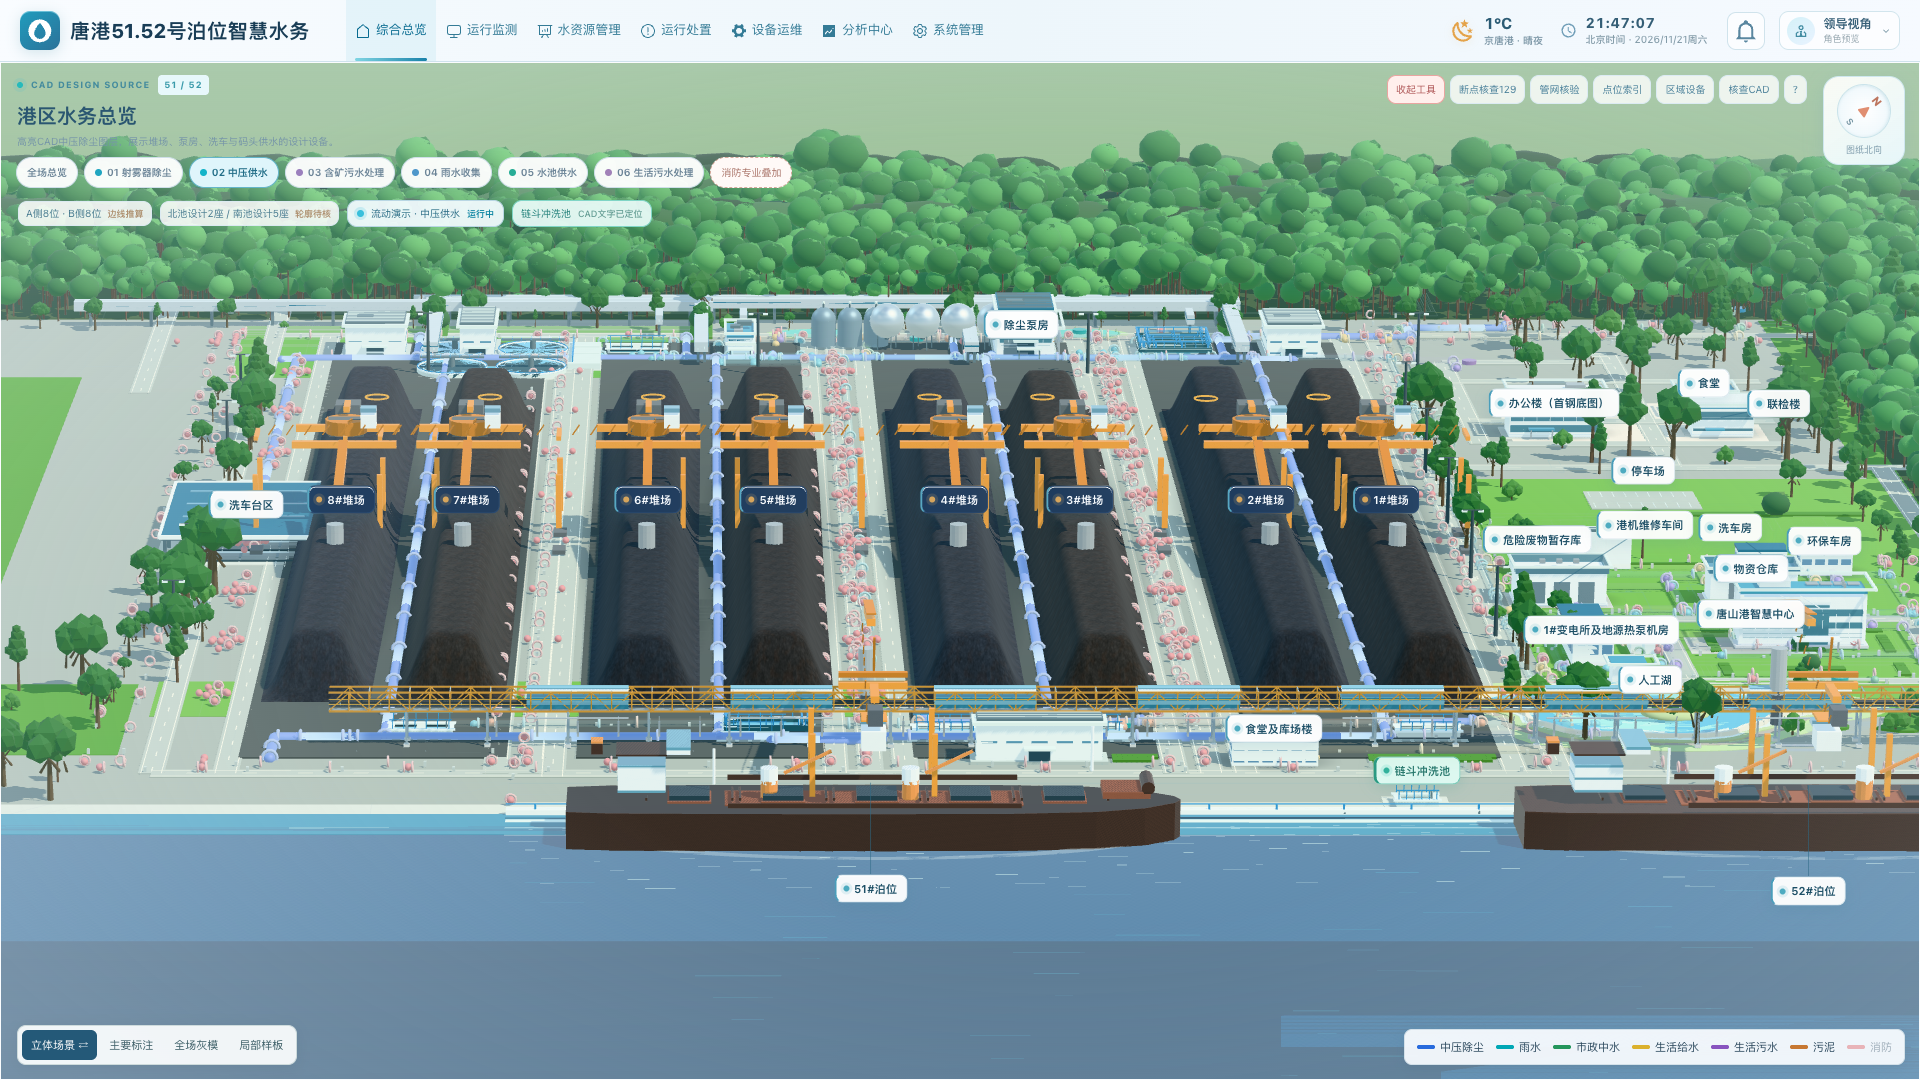 唐港51.52号泊位智慧水务
综合总览
运行监测
水资源管理
运行处置
设备运维
分析中心
系统管理
1°C
京唐港 · 晴夜
21:47:07
北京时间 · 2026/11/21周六
领导视角
角色预览
CAD DESIGN SOURCE
51 / 52
港区水务总览
收起工具
断点核查129
管网核验
点位索引
区域设备
核查CAD
?
N
S
图纸北向
全场总览
01 射雾器除尘
02 中压供水
03 含矿污水处理
04 雨水收集
05 水池供水
06 生活污水处理
消防专业叠加
A侧8位 · B侧8位 边线推算
北池设计2座 / 南池设计5座 轮廓待核
流动演示 · 中压供水 运行中
链斗冲洗池 CAD文字已定位
除尘泵房
食堂
办公楼（首钢底图）
联检楼
停车场
洗车台区
8#堆场
7#堆场
6#堆场
5#堆场
4#堆场
3#堆场
2#堆场
1#堆场
港机维修车间
洗车房
危险废物暂存库
环保车房
物资仓库
唐山港智慧中心
1#变电所及地源热泵机房
人工湖
食堂及库场楼
链斗冲洗池
51#泊位
52#泊位
立体场景
主要标注
全场灰模
局部样板
中压除尘
雨水
市政中水
生活给水
生活污水
污泥
消防